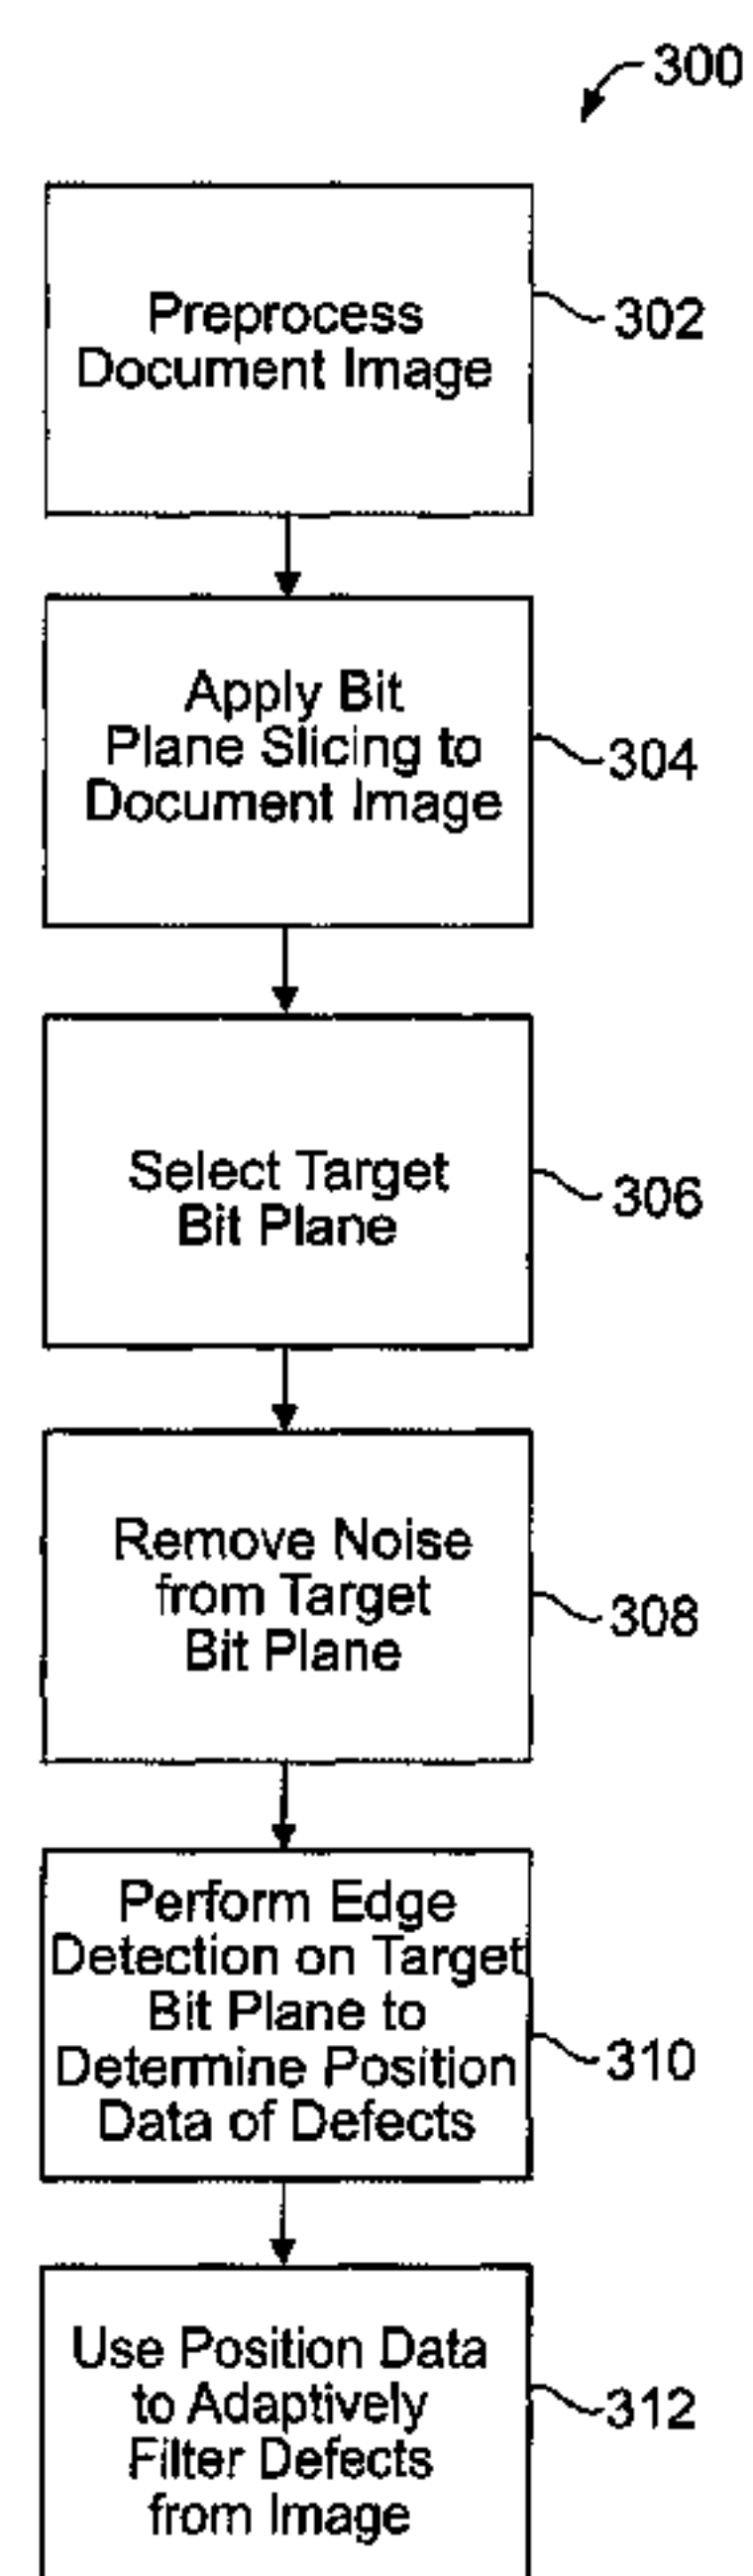 300
Preprocess
Document Image
302
Apply Bit
Plane Slicing to
Document Image
304
Select Target
Bit Plane
306
Remove Noise
from Target
Bit Plane
308
Perform Edge
Detection on Target
Bit Plane to
Determine Position
Data of Defects
310
Use Position Data
to Adaptively
Filter Defects
from Image
312